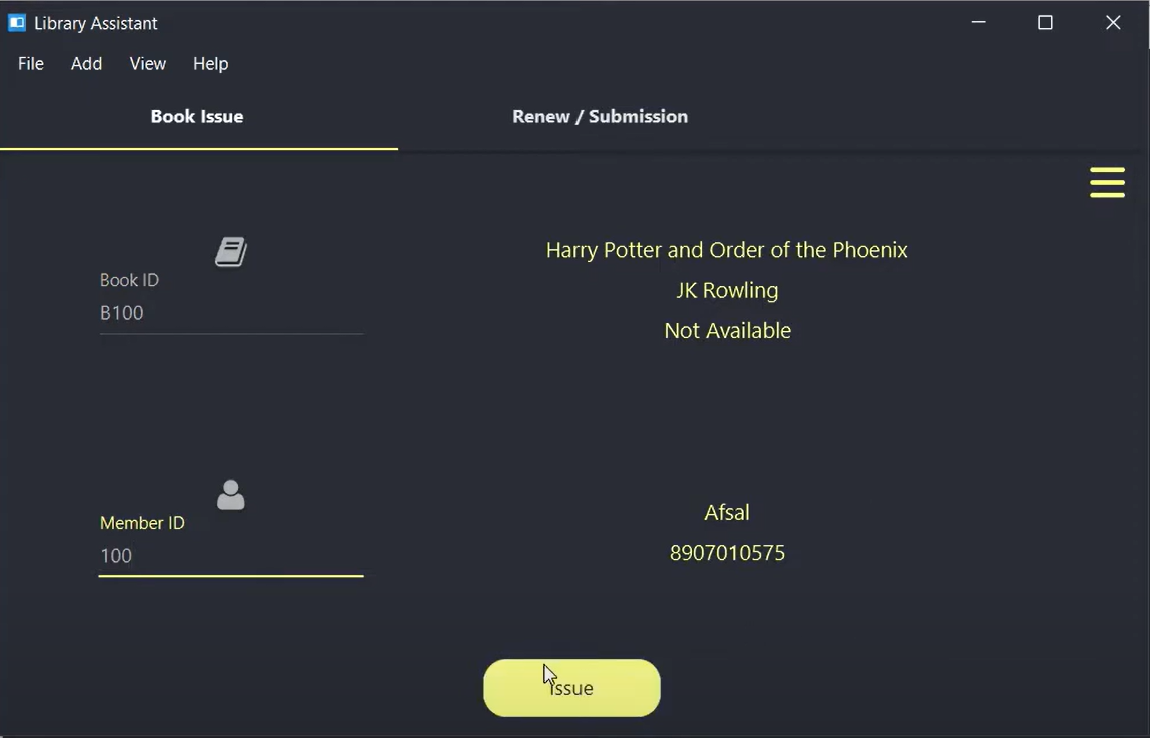 Library Assistant
File Add View Help
Book Issue Renew / Submission
Harry Potter and Order of the Phoenix
Book ID
JK Rowling
B100
Not Available
Afsal
Member ID
100
8907010575
Issue